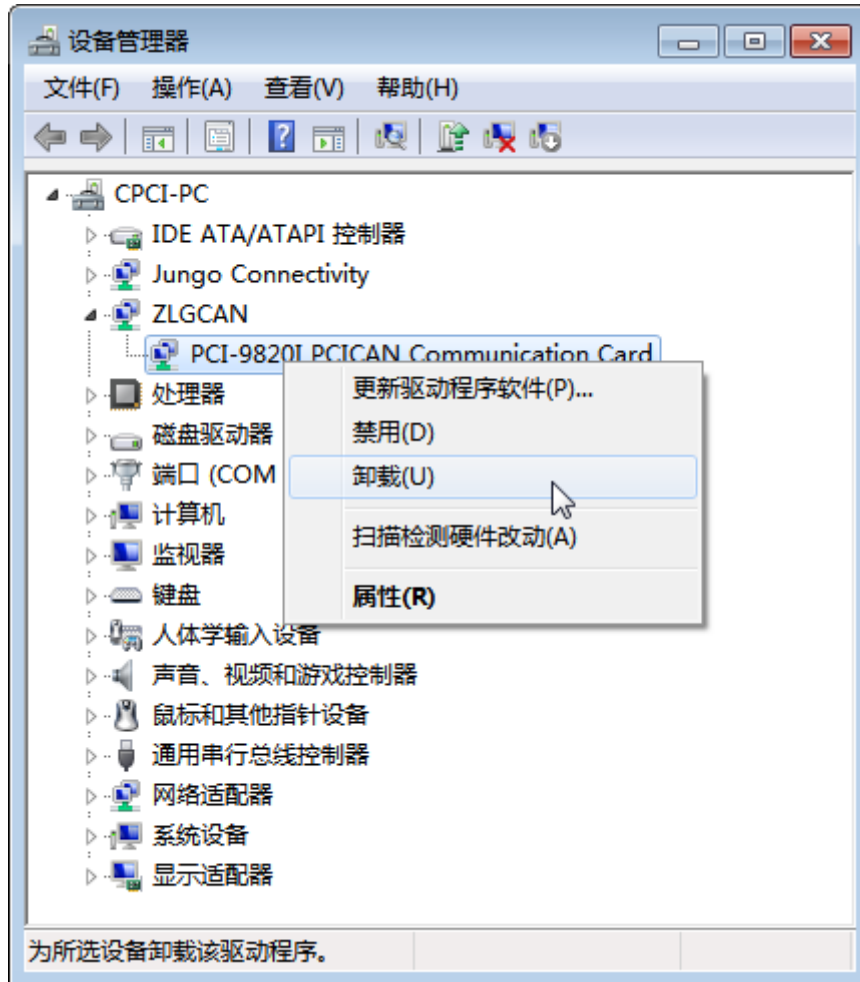 设备管理器
文件(F) 操作(A) 查看(V) 帮助(H)
CPCI-PC
IDE ATA/ATAPI 控制器
Jungo Connectivity
ZLGCAN
PCI-9820I PCICAN Communication Card
处理器
磁盘驱动器
端口 (COM
计算机
监视器
键盘
人体学输入设备
声音、视频和游戏控制器
鼠标和其他指针设备
通用串行总线控制器
网络适配器
系统设备
显示适配器
更新驱动程序软件(P)...
禁用(D)
卸载(U)
扫描检测硬件改动(A)
属性(R)
为所选设备卸载该驱动程序。